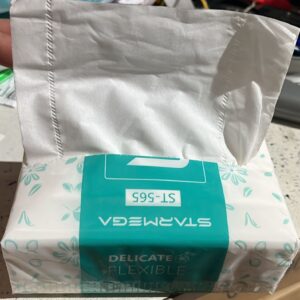 ST-565
STARMEGA
DELICATE
FLEXIBLE